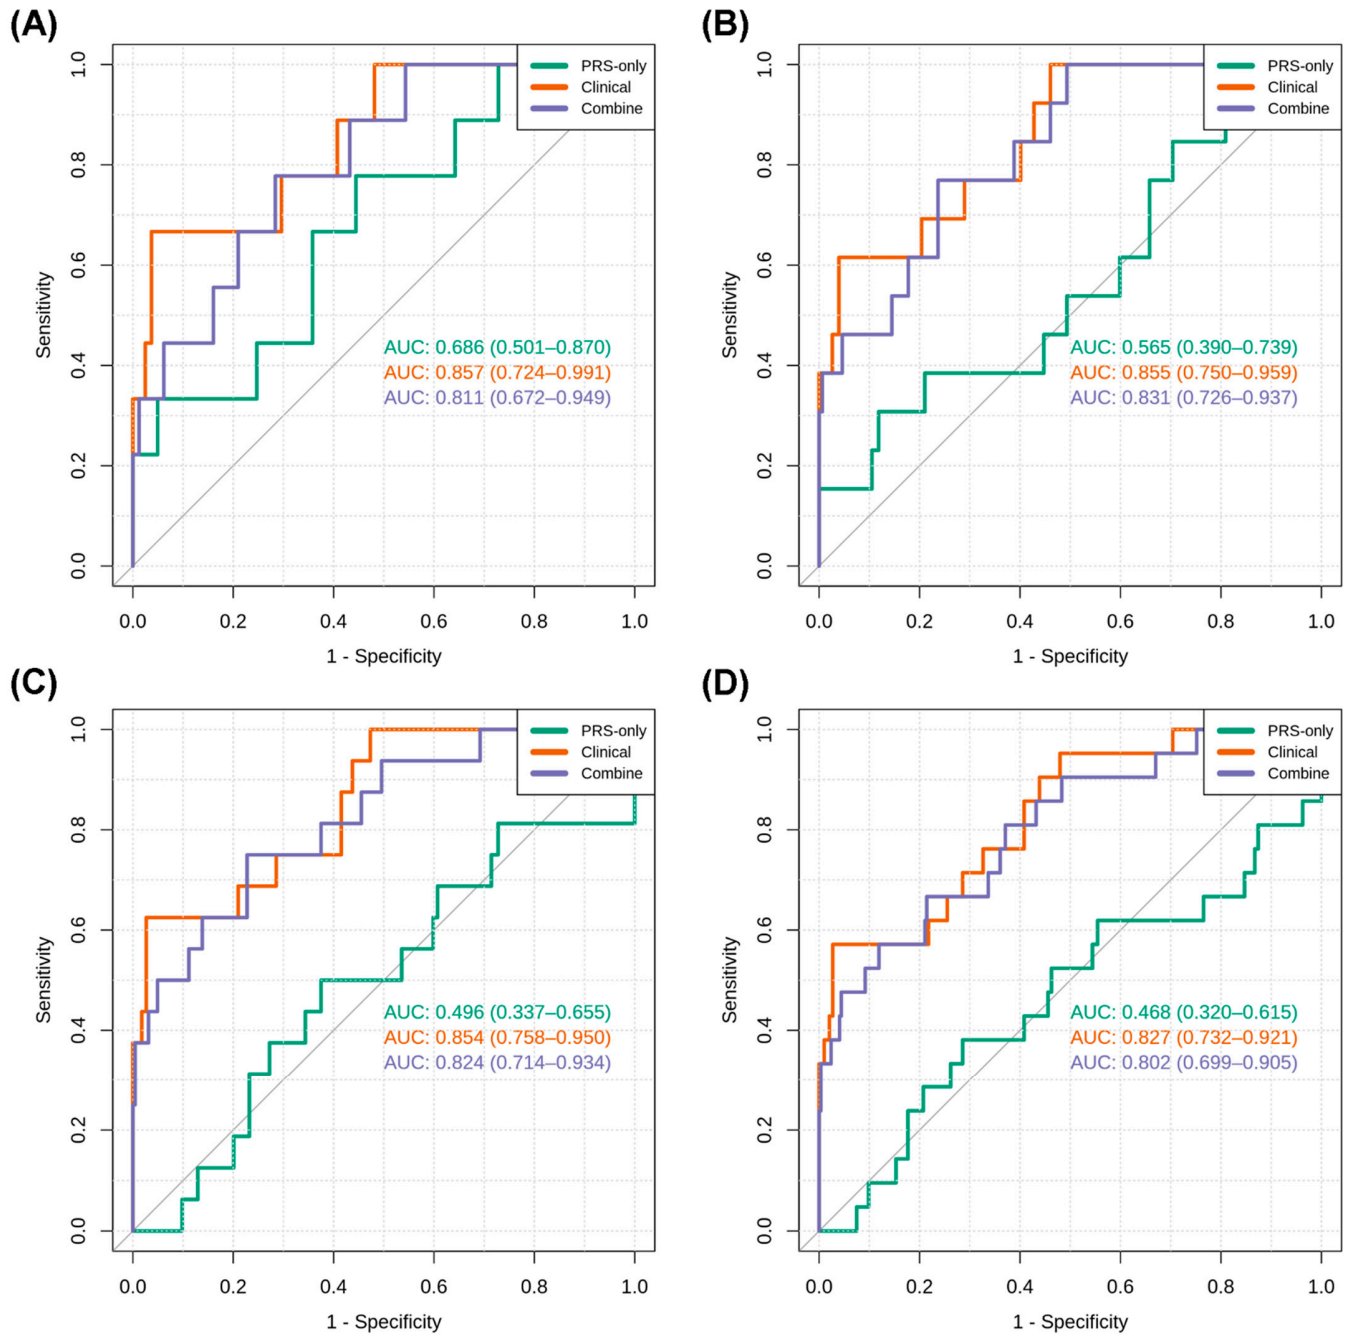 (A)
PRS-only
Clinical
Combine
AUC: 0.686 (0.501–0.870)
AUC: 0.857 (0.724–0.991)
AUC: 0.811 (0.672–0.949)
Sensitivity
1.0
0.8
0.6
0.4
0.2
0.0
0.0 0.2 0.4 0.6 0.8 1.0
1 - Specificity
(B)
PRS-only
Clinical
Combine
AUC: 0.565 (0.390–0.739)
AUC: 0.855 (0.750–0.959)
AUC: 0.831 (0.726–0.937)
Sensitivity
1.0
0.8
0.6
0.4
0.2
0.0
0.0 0.2 0.4 0.6 0.8 1.0
1 - Specificity
(C)
PRS-only
Clinical
Combine
AUC: 0.496 (0.337–0.655)
AUC: 0.854 (0.758–0.950)
AUC: 0.824 (0.714–0.934)
Sensitivity
1.0
0.8
0.6
0.4
0.2
0.0
0.0 0.2 0.4 0.6 0.8 1.0
1 - Specificity
(D)
PRS-only
Clinical
Combine
AUC: 0.468 (0.320–0.615)
AUC: 0.827 (0.732–0.921)
AUC: 0.802 (0.699–0.905)
Sensitivity
1.0
0.8
0.6
0.4
0.2
0.0
0.0 0.2 0.4 0.6 0.8 1.0
1 - Specificity